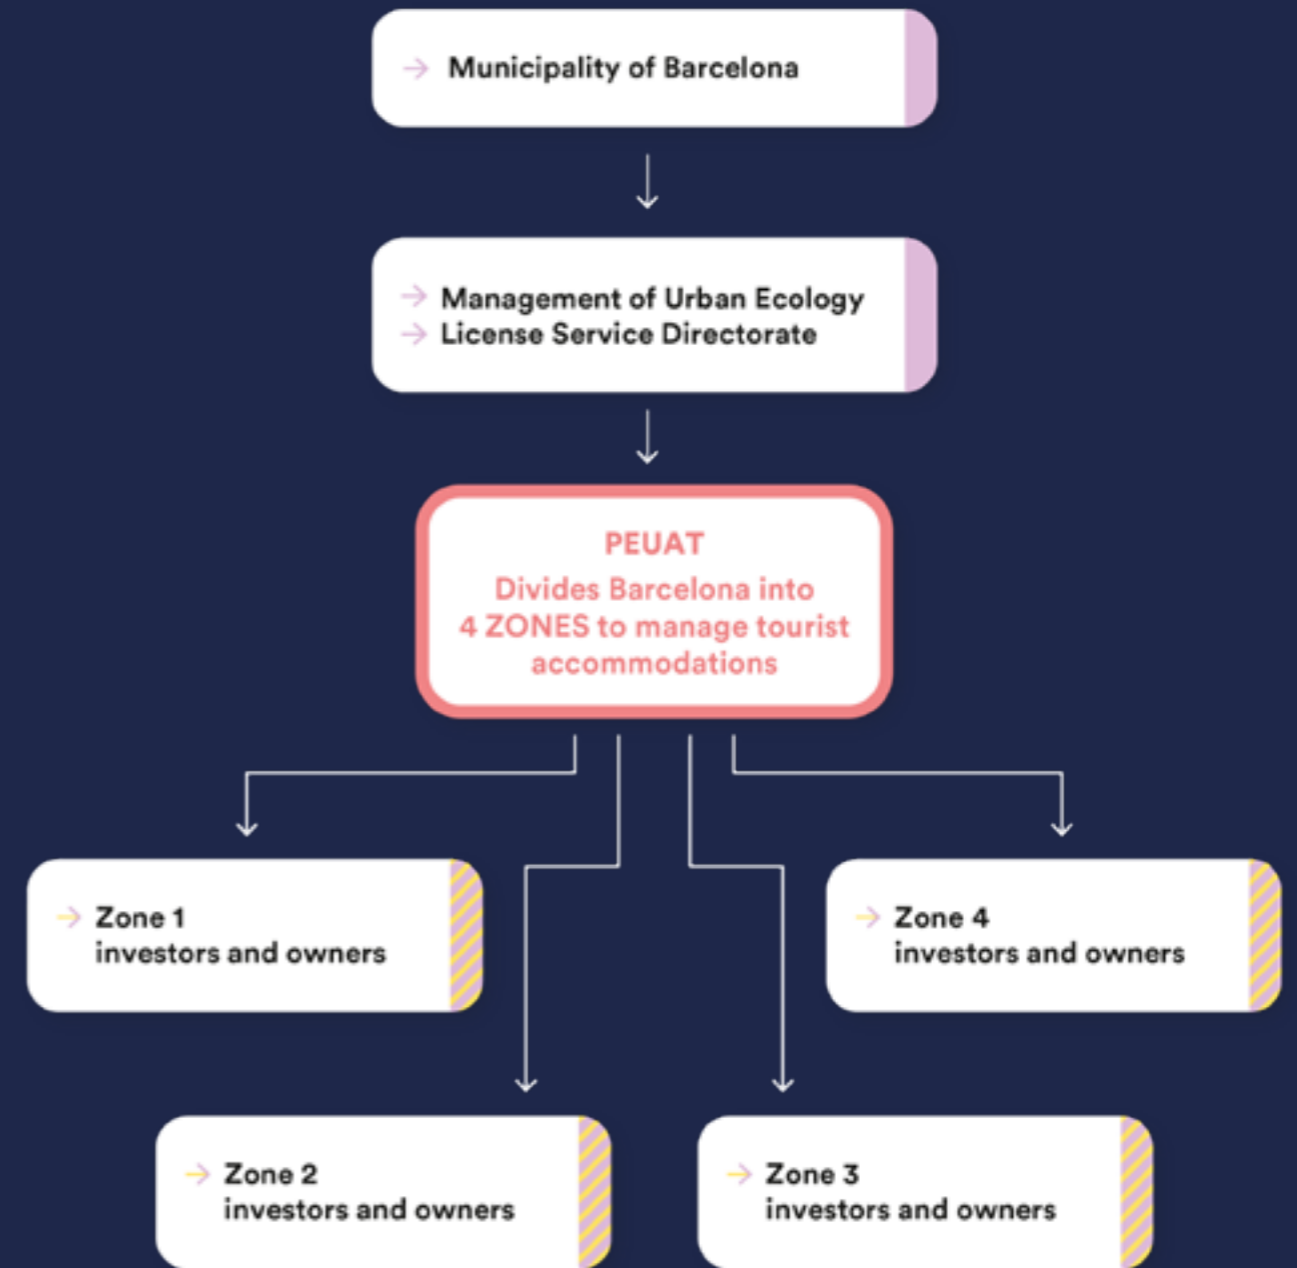 Municipality of Barcelona
Management of Urban Ecology
License Service Directorate
PEUAT
Divides Barcelona into
4 ZONES to manage tourist
accommodations
Zone 1
investors and owners
Zone 4
investors and owners
Zone 2
investors and owners
Zone 3
investors and owners